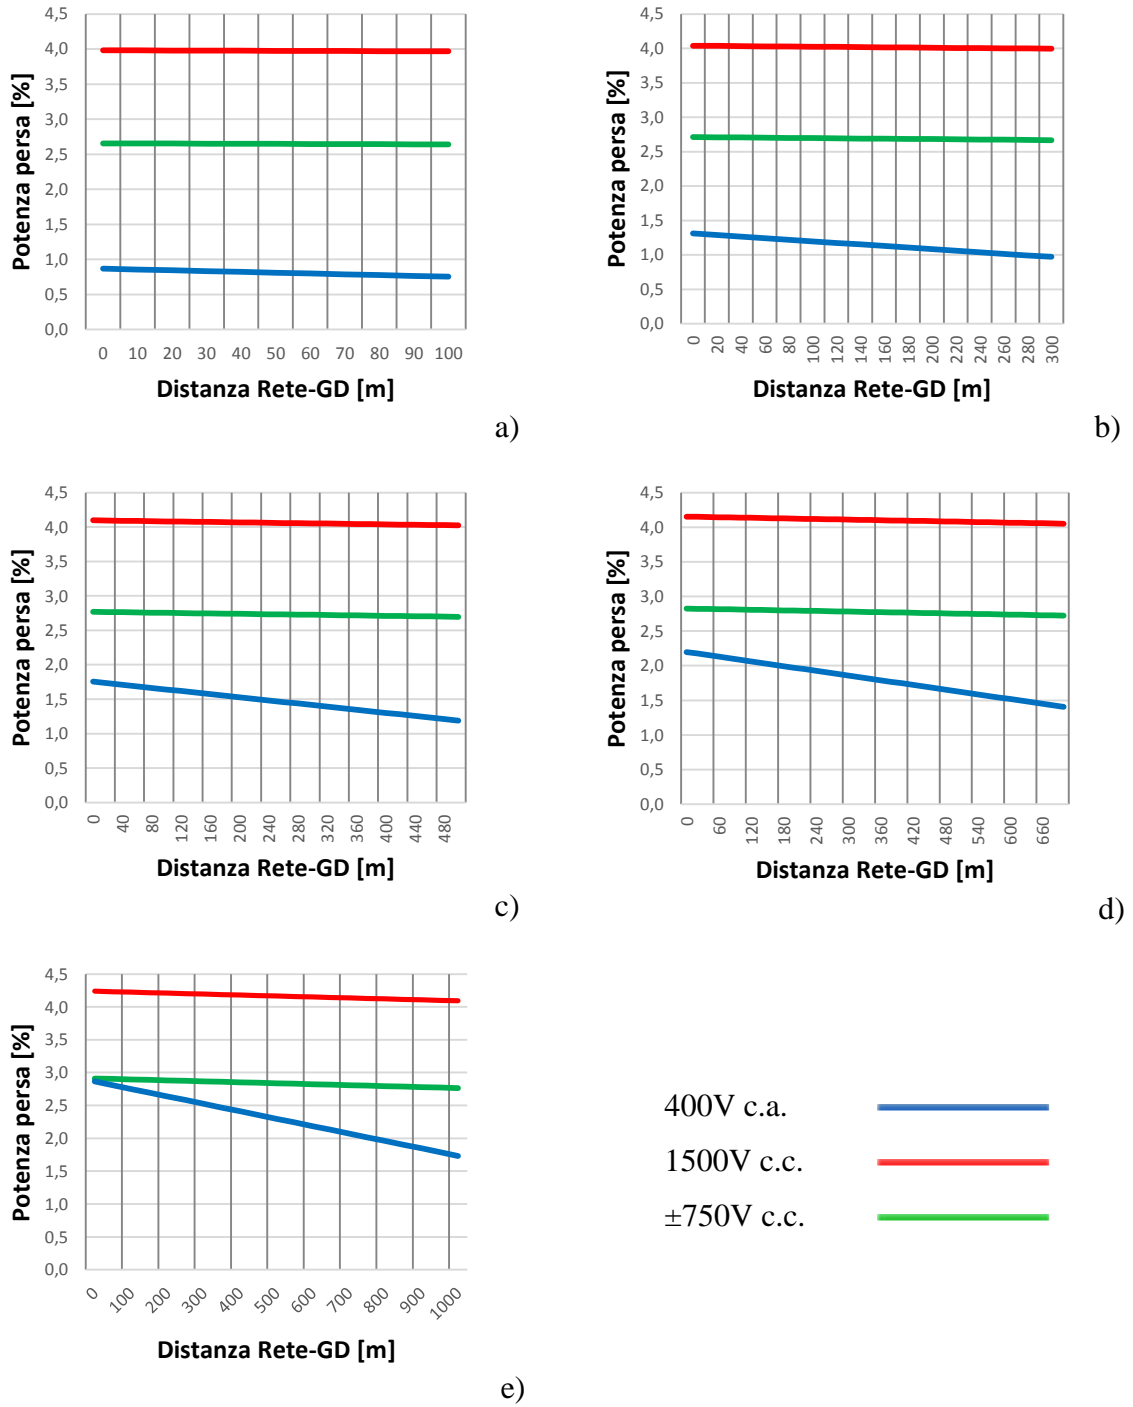 Potenza persa [%]
4,5
4,0
3,5
3,0
2,5
2,0
1,5
1,0
0,5
0,0
0 10 20 30 40 50 60 70 80 90 100
Distanza Rete-GD [m]
a)
Potenza persa [%]
4,5
4,0
3,5
3,0
2,5
2,0
1,5
1,0
0,5
0,0
0 20 40 60 80 100 120 140 160 180 200 220 240 260 280 300
Distanza Rete-GD [m]
b)
Potenza persa [%]
4,5
4,0
3,5
3,0
2,5
2,0
1,5
1,0
0,5
0,0
0 40 80 120 160 200 240 280 320 360 400 440 480
Distanza Rete-GD [m]
c)
Potenza persa [%]
4,5
4,0
3,5
3,0
2,5
2,0
1,5
1,0
0,5
0,0
0 60 120 180 240 300 360 420 480 540 600 660
Distanza Rete-GD [m]
d)
Potenza persa [%]
4,5
4,0
3,5
3,0
2,5
2,0
1,5
1,0
0,5
0,0
0 100 200 300 400 500 600 700 800 900 1000
Distanza Rete-GD [m]
e)
400V c.a.
1500V c.c.
±750V c.c.